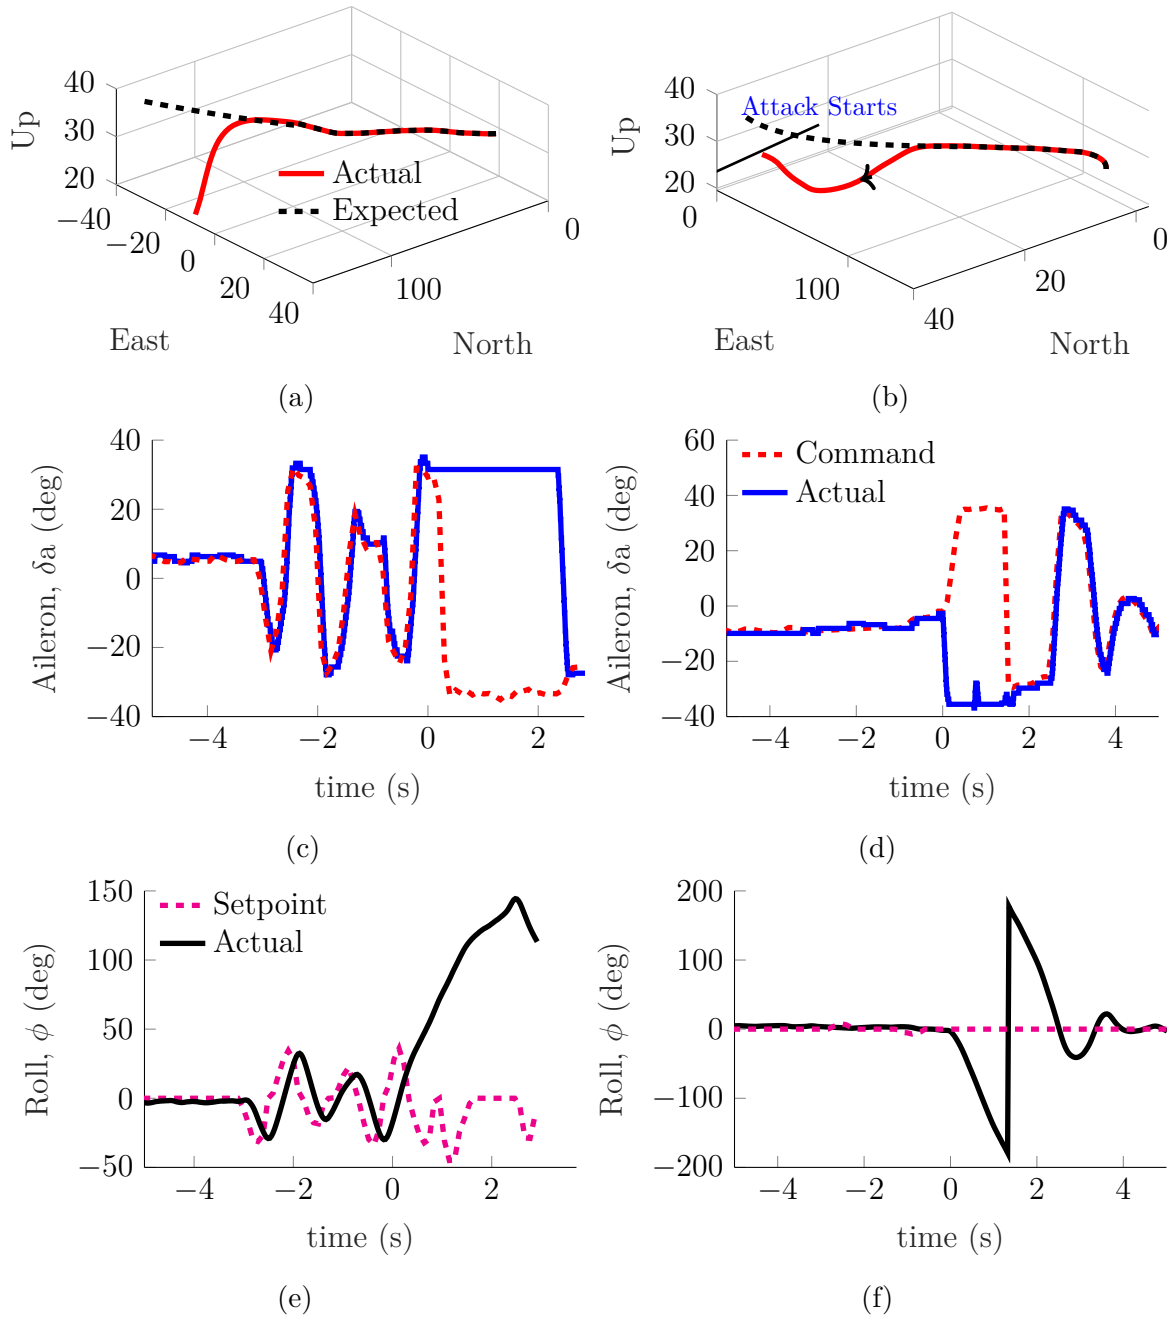 40
30
20
Up
−40
−20
0
20
40
100
0
East
North
Actual
Expected
(a)
40
30
20
Up
Attack Starts
0
100
40
20
0
East
North
(b)
40
20
0
−20
−40
Aileron, δa (deg)
−4
−2
0
2
time (s)
(c)
60
40
20
0
−20
−40
Aileron, δa (deg)
Command
Actual
−4
−2
0
2
4
time (s)
(d)
150
100
50
0
−50
Roll, ϕ (deg)
Setpoint
Actual
−4
−2
0
2
time (s)
(e)
200
100
0
−100
−200
Roll, ϕ (deg)
−4
−2
0
2
4
time (s)
(f)